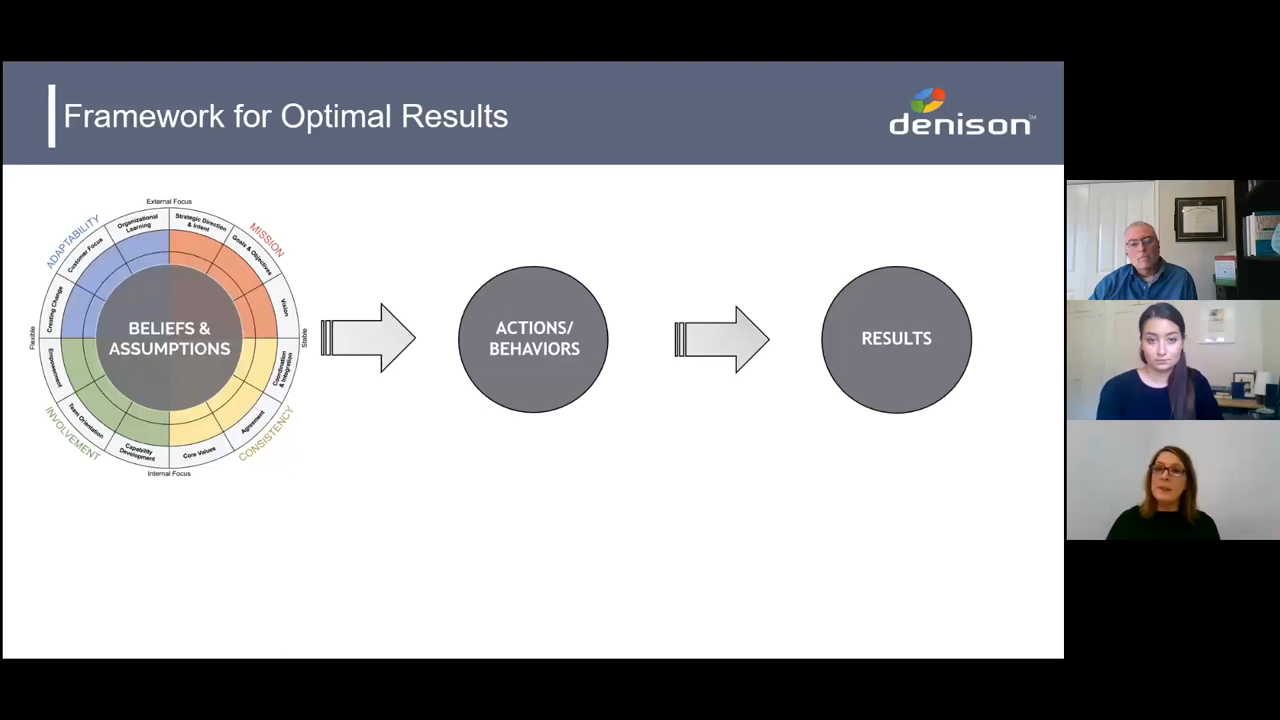 Framework for Optimal Results
denison™
External Focus
ADAPTABILITY
MISSION
Organizational
Learning
Strategic Direction
& Intent
Customer Focus
Goals & Objectives
Creating Change
Vision
Flexible
Stable
BELIEFS &
ASSUMPTIONS
ACTIONS/
BEHAVIORS
RESULTS
Empowerment
Coordination
& Integration
Team Orientation
Agreement
Capability
Development
Core Values
INVOLVEMENT
CONSISTENCY
Internal Focus